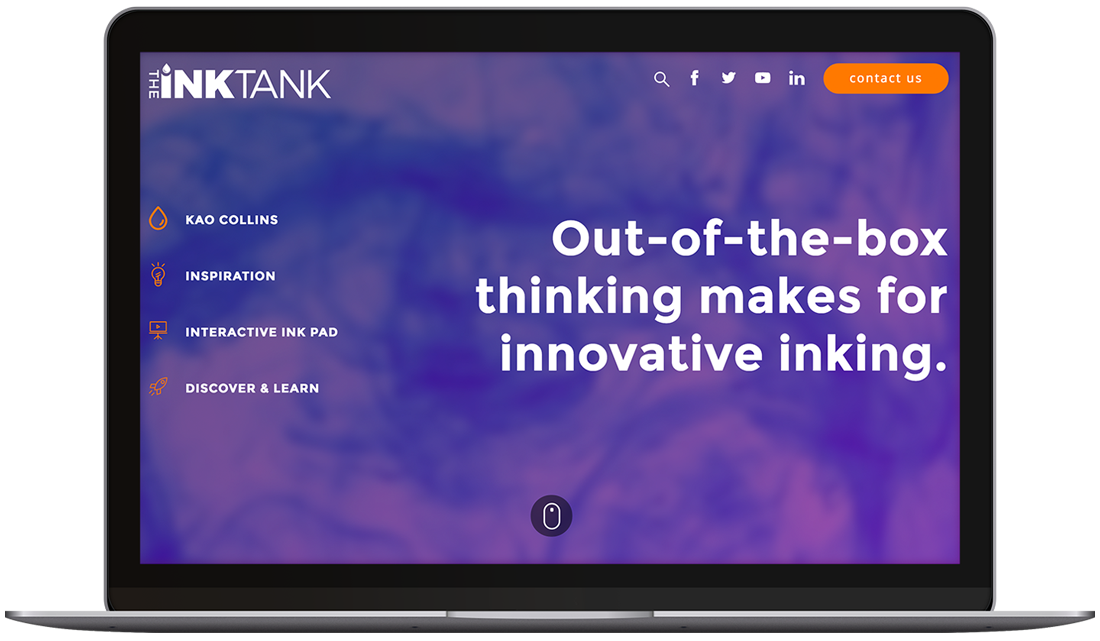 THE INKTANK
contact us
KAO COLLINS
INSPIRATION
INTERACTIVE INK PAD
DISCOVER & LEARN
Out-of-the-box
thinking makes for
innovative inking.